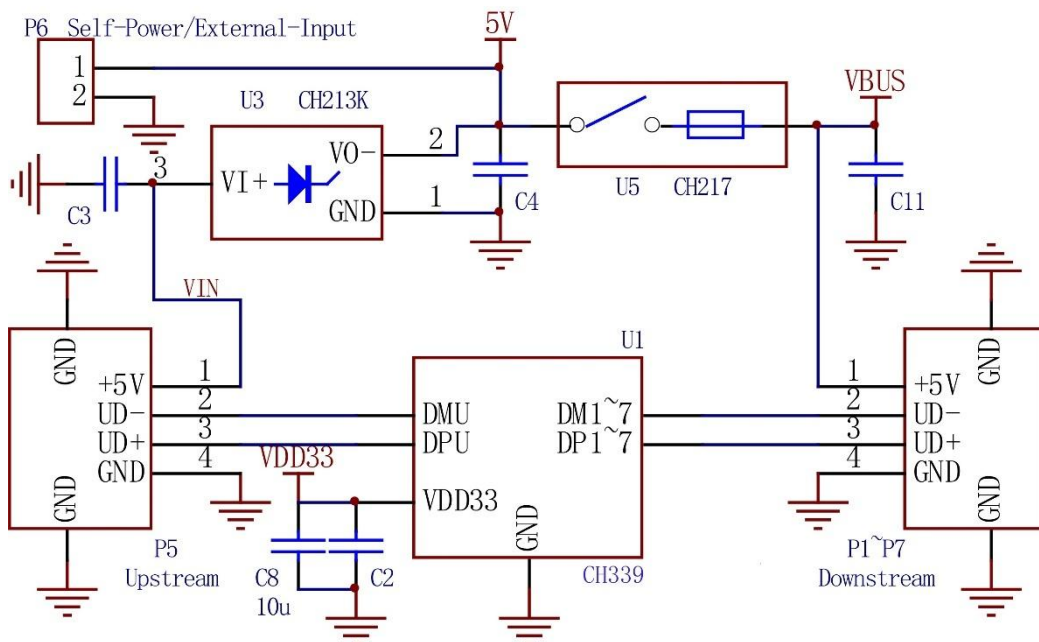 P6 Self-Power/External-Input
5V
1
2
U3 CH213K
VBUS
2
VO-
3
VI+
C3
GND
1
C4
U5 CH217
C11
VIN
U1
GND
+5V
1
UD-
2
UD+
3
GND
4
GND
P5
Upstream
VDD33
C8
10u
C2
DMU
DPU
VDD33
DM1~7
DP1~7
GND
CH339
1
+5V
2
UD-
3
UD+
4
GND
GND
GND
P1~P7
Downstream